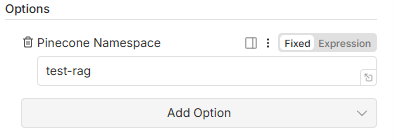 Options
Pinecone Namespace
Fixed Expression
test-rag
Add Option